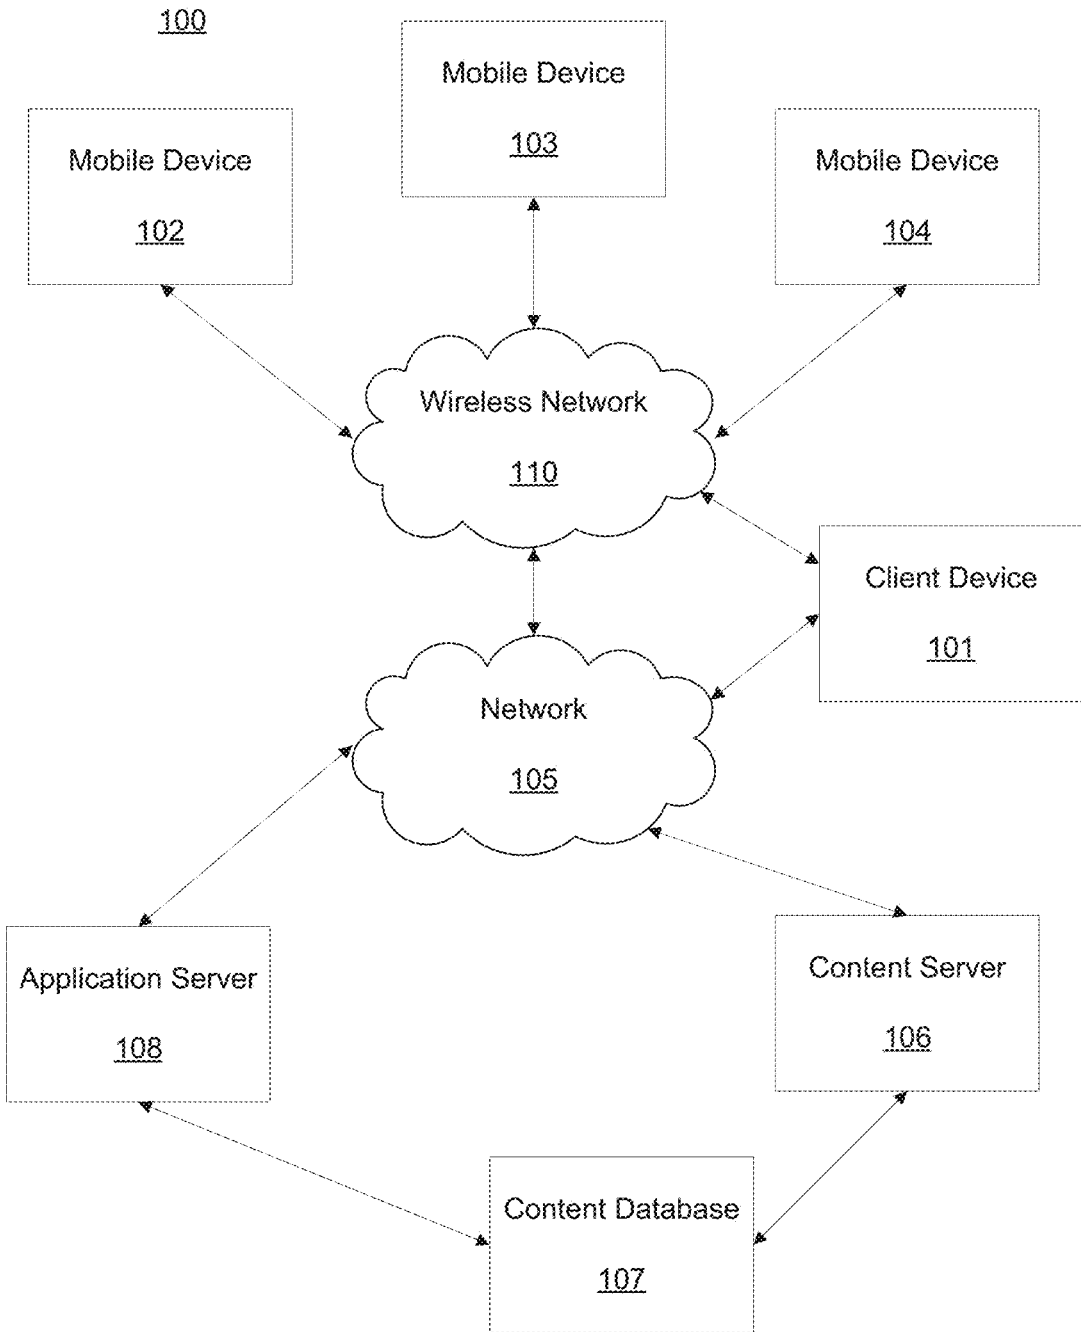 100
Mobile Device
103
Mobile Device
102
Mobile Device
104
Wireless Network
110
Client Device
101
Network
105
Application Server
108
Content Server
106
Content Database
107